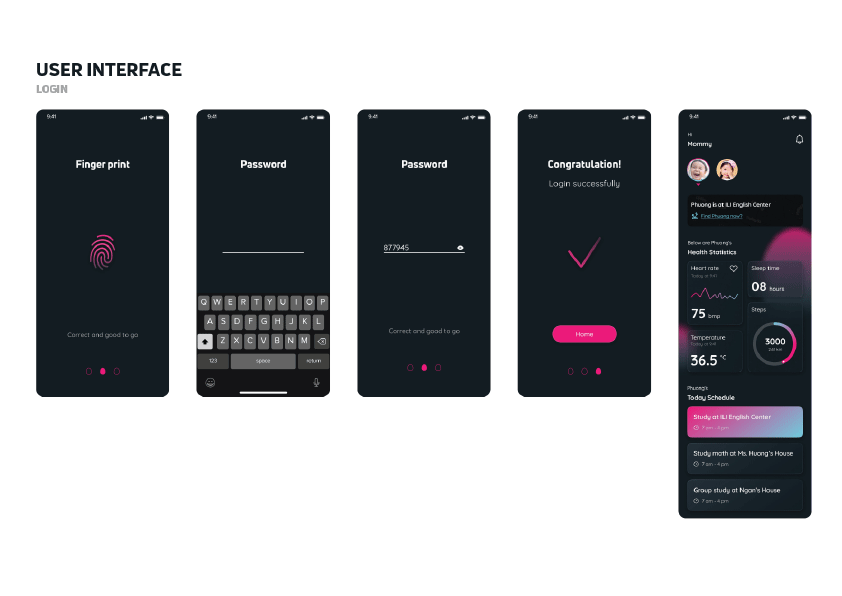 USER INTERFACE
LOGIN
9:41
Finger print
Correct and good to go
9:41
Password
Q W E R T Y U I O P
A S D F G H J K L
Z X C V B N M
123 space return
9:41
Password
877945
Correct and good to go
9:41
Congratulation!
Login successfully
Home
9:41
Hi
Mommy
Phuong is at ILI English Center
Find Phuong now?
Below are Phuong's
Health Statistics
Heart rate
Today at 9:41
75 bmp
Sleep time
08 hours
Temperature
Today at 9:41
36.5 °C
Steps
3000
Phuong's
Today Schedule
Study at ILI English Center
7 am - 4 pm
Study math at Ms. Huong's House
7 am - 4 pm
Group study at Ngan's House
7 am - 4 pm